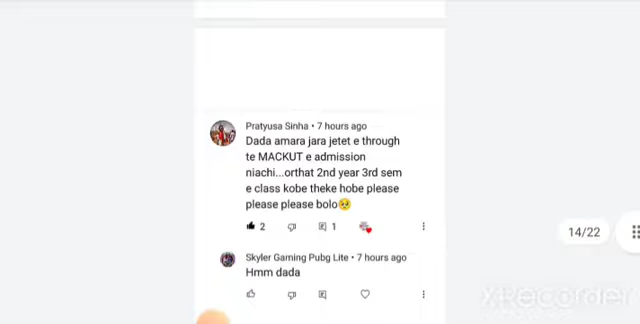 Pratyusa Sinha • 7 hours ago
Dada amara jara jetet e through
te MACKUT e admission
niachi...orthat 2nd year 3rd sem
e class kobe theke hobe please
please please bolo🥺
2
1
14/22
Skyler Gaming Pubg Lite • 7 hours ago
Hmm dada
XRecorder